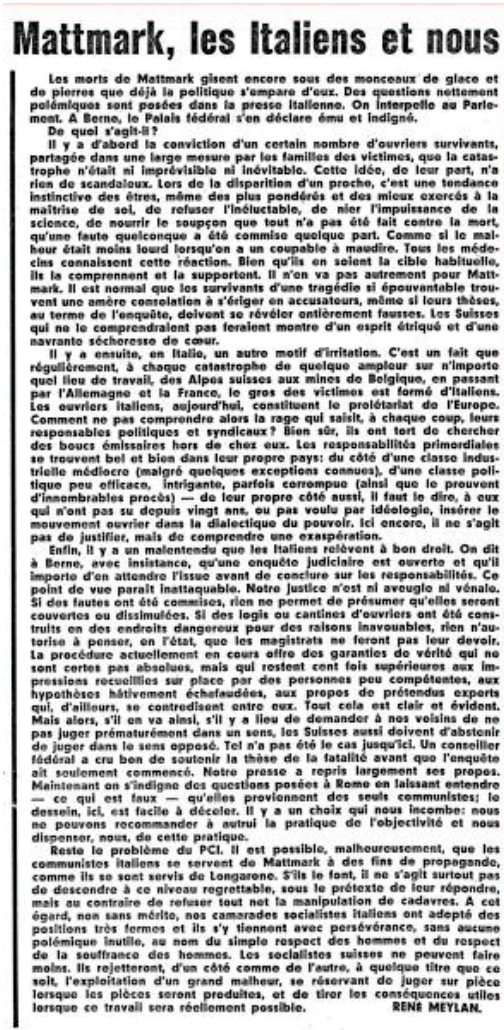 Mattmark, les Italiens et nous
Les morts de Mattmark gisent encore sous des monceaux de glace et
de pierres que déjà la politique s'empare d'eux. Des questions nettement
polémiques sont posées dans la presse italienne. On interpelle au Parle-
ment. A Berne, le Palais fédéral s'en déclare ému et indigné.
De quoi s'agit-il?
Il y a d'abord la conviction d'un certain nombre d'ouvriers survivants,
partagée dans une large mesure par les familles des victimes, que la catas-
trophe n'était ni imprévisible ni inévitable. Cette idée, de leur part, n'a
rien de scandaleux. Lors de la disparition d'un proche, c'est une tendance
instinctive des êtres, même des plus pondérés et des mieux exercés à la
maîtrise de soi, de refuser l'inéluctable, de nier l'impuissance de la
science, de nourrir le soupçon que tout n'a pas été fait contre la mort,
qu'une faute quelconque a été commise quelque part. Comme si le mal-
heur était moins lourd lorsqu'on a un coupable à maudire. Tous les méde-
cins connaissent cette réaction. Bien qu'ils en soient la cible habituelle,
ils la comprennent et la supportent. Il n'en va pas autrement pour Matt-
mark. Il est normal que les survivants d'une tragédie si épouvantable trou-
vent une amère consolation à s'ériger en accusateurs, même si leurs thèses,
au terme de l'enquête, doivent se révéler entièrement fausses. Les Suisses
qui ne le comprendraient pas feraient montre d'un esprit étriqué et d'une
navrante sécheresse de cœur.
Il y a ensuite, en Italie, un autre motif d'irritation. C'est un fait que
régulièrement, à chaque catastrophe de quelque ampleur sur n'importe
quel lieu de travail, des Alpes suisses aux mines de Belgique, en passant
par l'Allemagne et la France, le gros des victimes est formé d'Italiens.
Les ouvriers italiens, aujourd'hui, constituent le prolétariat de l'Europe.
Comment ne pas comprendre alors la rage qui saisit, à chaque coup, leurs
responsables politiques et syndicaux? Bien sûr, ils ont tort de chercher
des boucs émissaires hors de chez eux. Les responsabilités primordiales
se trouvent bel et bien dans leur propre pays: du côté d'une classe indus-
trielle médiocre (malgré quelques exceptions connues), d'une classe poli-
tique peu efficace, intrigante, parfois corrompue (ainsi que le prouvent
d'innombrables procès) — de leur propre côté aussi, il faut le dire, à eux
qui n'ont pas su depuis vingt ans, ou pas voulu par idéologie, insérer le
mouvement ouvrier dans la dialectique du pouvoir. Ici encore, il ne s'agit
pas de justifier, mais de comprendre une exaspération.
Enfin, il y a un malentendu que les Italiens relèvent à bon droit. On dit
à Berne, avec insistance, qu'une enquête judiciaire est ouverte et qu'il
importe d'en attendre l'issue avant de conclure sur les responsabilités. Ce
point de vue paraît inattaquable. Notre justice n'est ni aveugle ni vénale.
Si des fautes ont été commises, rien ne permet de présumer qu'elles seront
couvertes ou dissimulées. Si des logis ou cantines d'ouvriers ont été cons-
truits en des endroits dangereux pour des raisons inavouables, rien n'au-
torise à penser, en l'état, que les magistrats ne feront pas leur devoir.
La procédure actuellement en cours offre des garanties de vérité qui ne
sont certes pas absolues, mais qui restent cent fois supérieures aux im-
pressions recueillies sur place par des personnes peu compétentes, aux
hypothèses hâtivement échafaudées, aux propos de prétendus experts
qui, d'ailleurs, se contredisent entre eux. Tout cela est clair et évident.
Mais alors, s'il en va ainsi, s'il y a lieu de demander à nos voisins de ne
pas juger prématurément dans un sens, les Suisses aussi doivent s'abstenir
de juger dans le sens opposé. Tel n'a pas été le cas jusqu'ici. Un conseiller
fédéral a cru bon de soutenir la thèse de la fatalité avant que l'enquête
ait seulement commencé. Notre presse a repris largement ses propos.
Maintenant on s'indigne des questions posées à Rome en laissant entendre
— ce qui est faux — qu'elles proviennent des seuls communistes; le
dessein, ici, est facile à déceler. Il y a un choix qui nous incombe: nous
ne pouvons recommander à autrui la pratique de l'objectivité et nous
dispenser, nous, de cette pratique.
Reste le problème du PCI. Il est possible, malheureusement, que les
communistes italiens se servent de Mattmark à des fins de propagande,
comme ils se sont servis de Longarone. S'ils le font, il ne s'agit surtout pas
de descendre à ce niveau regrettable, sous le prétexte de leur répondre,
mais au contraire de refuser tout net la manipulation de cadavres. A cet
égard, non sans mérite, nos camarades socialistes italiens ont adopté des
positions très fermes et ils s'y tiennent avec persévérance, sans aucune
polémique inutile, au nom du simple respect des hommes et du respect
de la souffrance des hommes. Les socialistes suisses ne peuvent faire
moins. Ils rejetteront, d'un côté comme de l'autre, à quelque titre que ce
soit, l'exploitation d'un grand malheur, se réservant de juger sur pièce
lorsque les pièces seront produites, et de tirer les conséquences utiles
lorsque ce travail sera réellement possible. RENÉ MEYLAN.